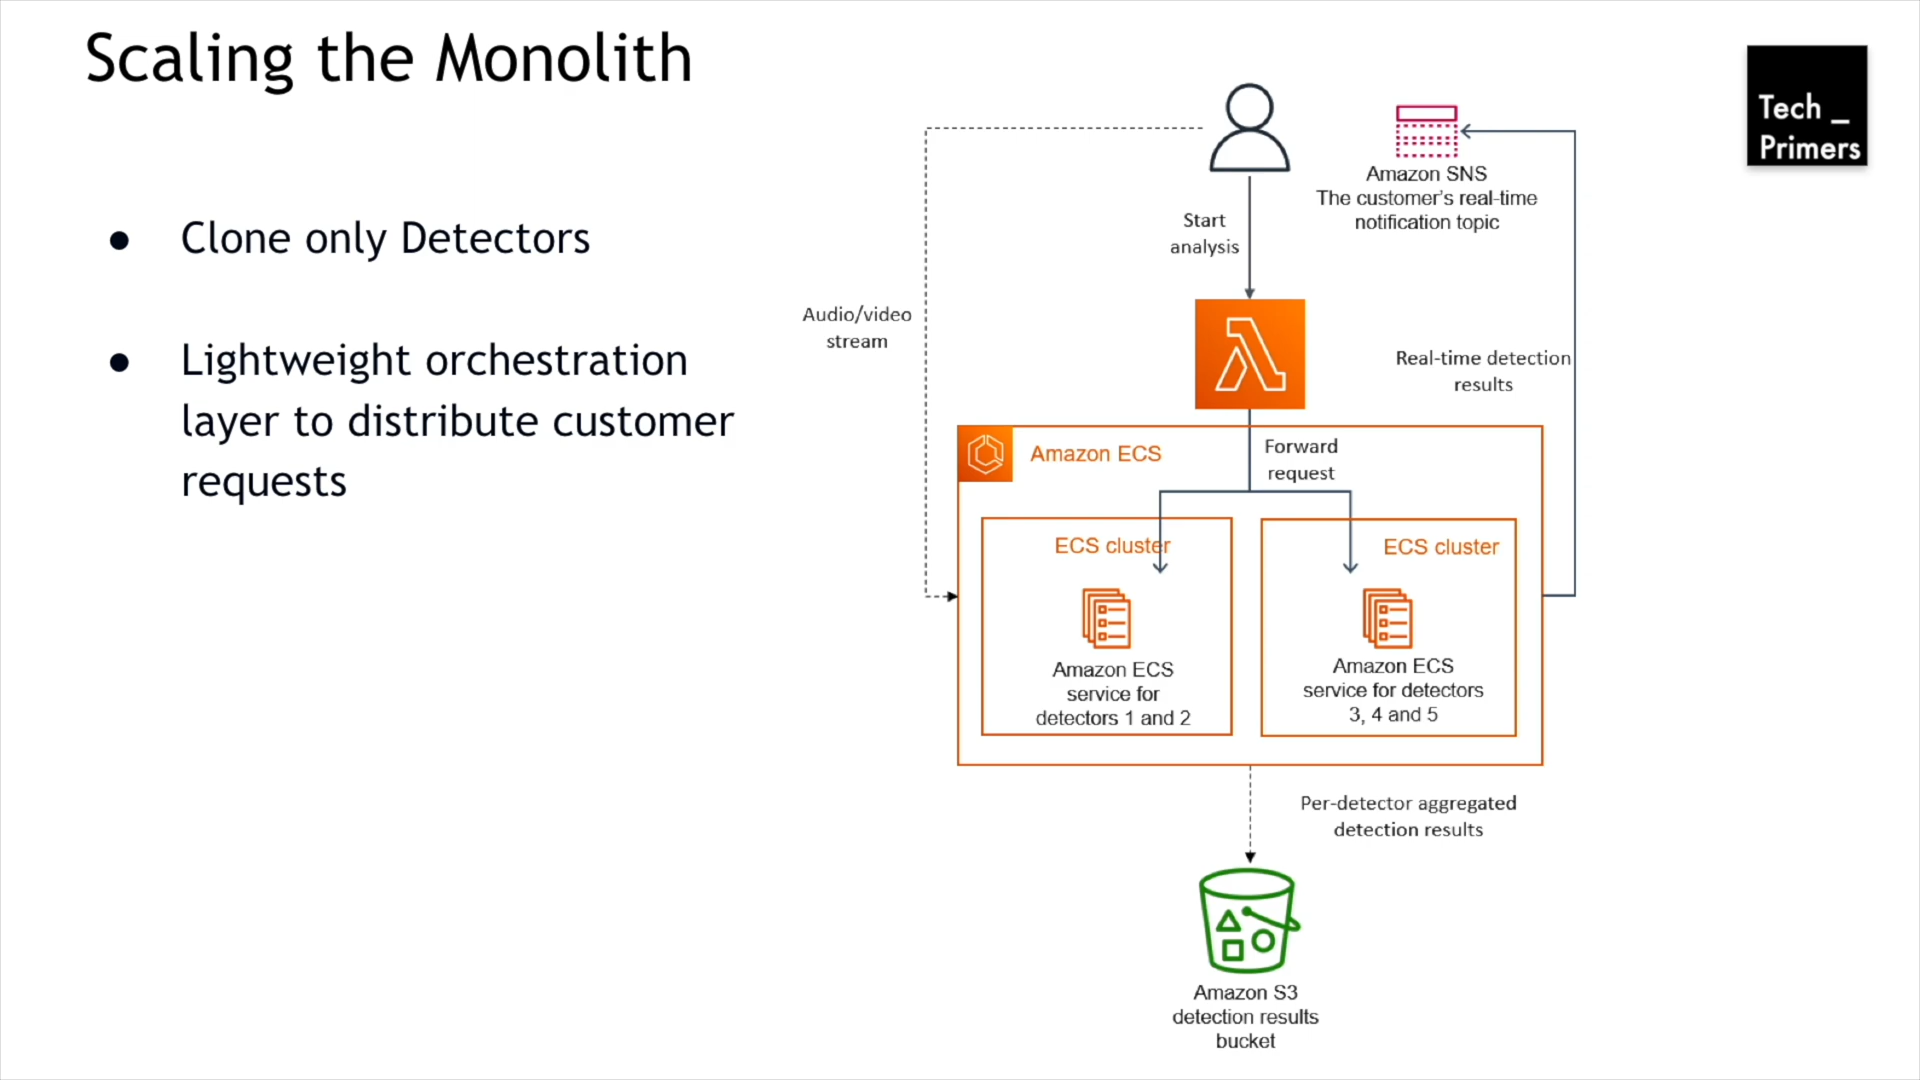 Scaling the Monolith
Tech _
Primers
● Clone only Detectors
● Lightweight orchestration
layer to distribute customer
requests
Amazon SNS
The customer's real-time
notification topic
Start
analysis
Audio/video
stream
Real-time detection
results
Amazon ECS
Forward
request
ECS cluster
Amazon ECS
service for
detectors 1 and 2
ECS cluster
Amazon ECS
service for detectors
3, 4 and 5
Per-detector aggregated
detection results
Amazon S3
detection results
bucket